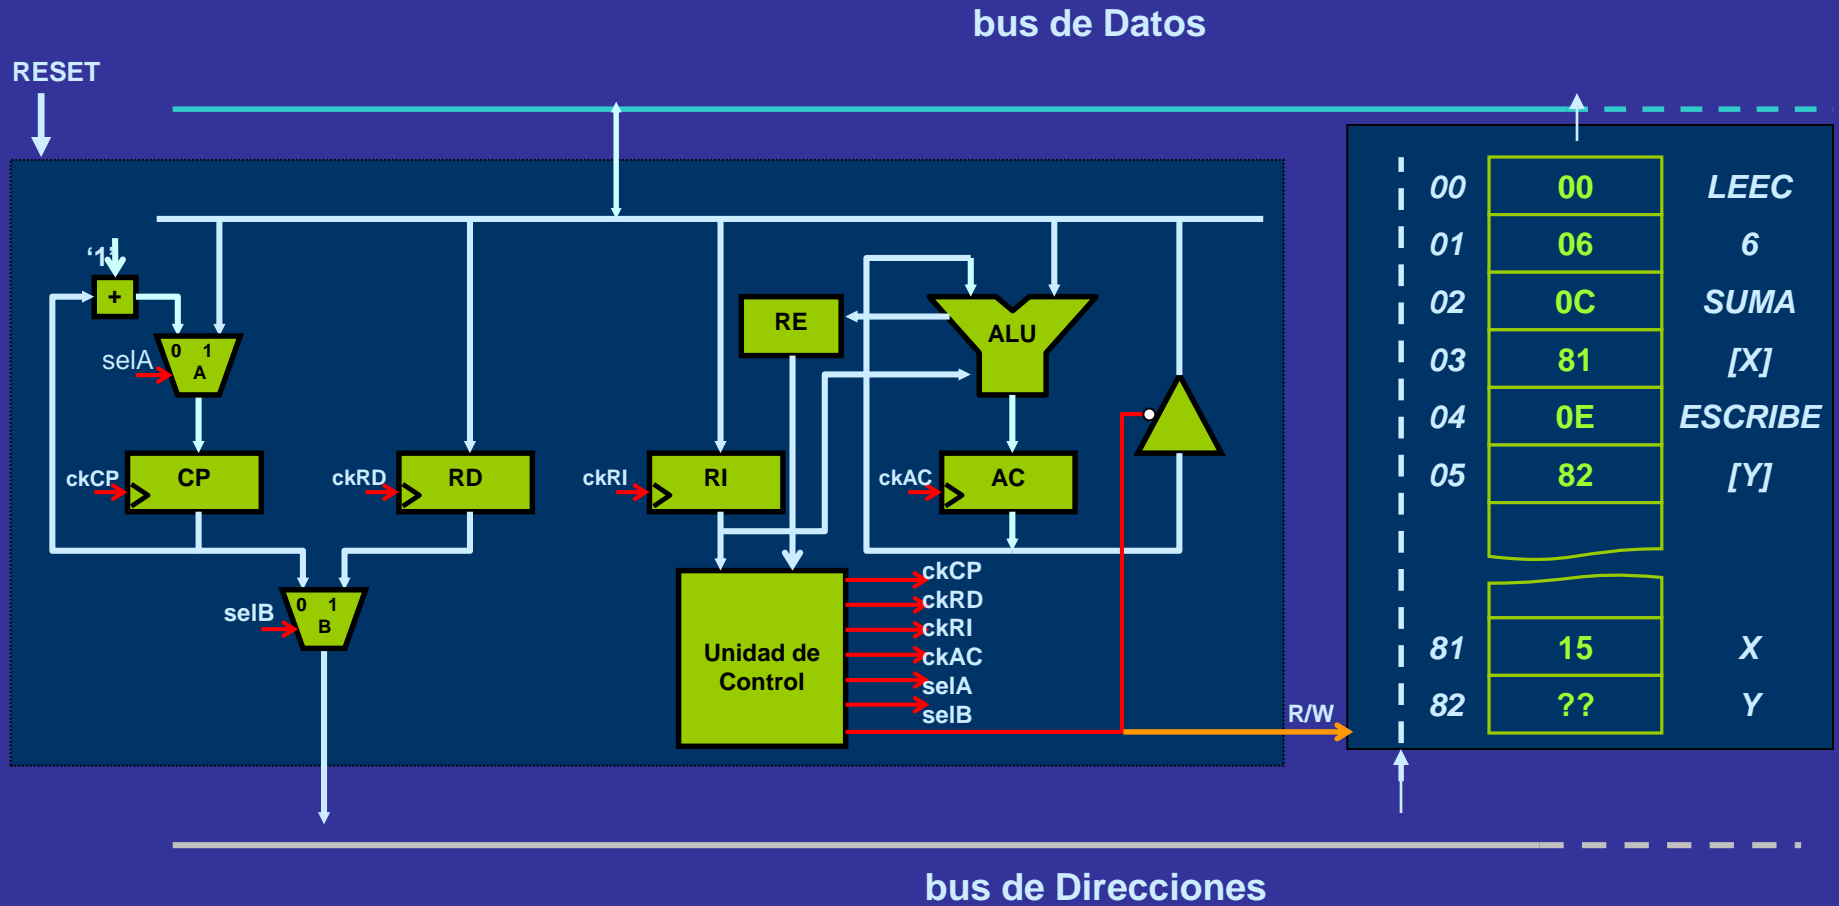 bus de Datos
RESET
‘1’
+
selA
0 1
A
ckCP
CP
ckRD
RD
ckRI
RI
RE
ALU
ckAC
AC
selB
0 1
B
Unidad de
Control
ckCP
ckRD
ckRI
ckAC
selA
selB
R/W
00 00 LEEC
01 06 6
02 0C SUMA
03 81 [X]
04 0E ESCRIBE
05 82 [Y]
81 15 X
82 ?? Y
bus de Direcciones